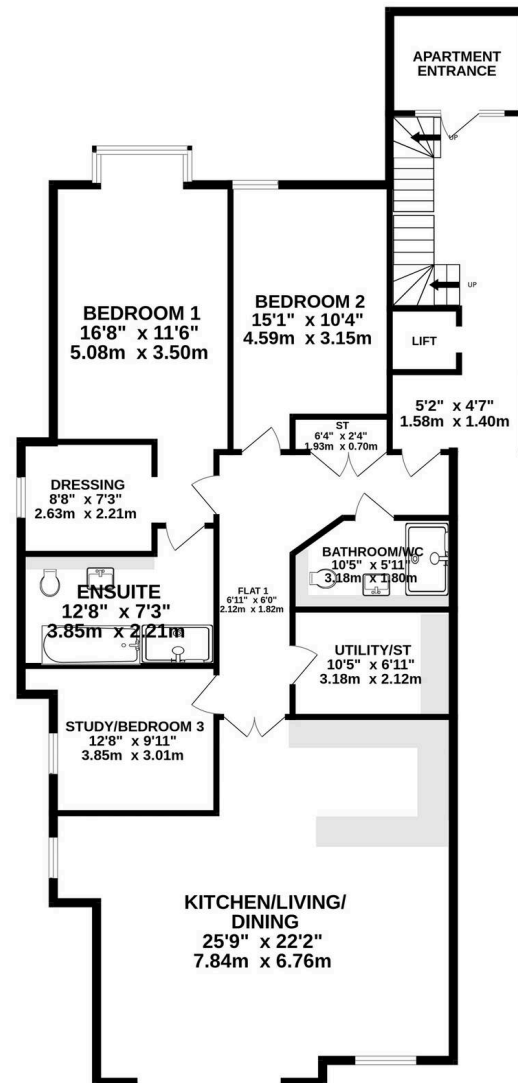 APARTMENT
ENTRANCE
UP
UP
BEDROOM 1
16'8" x 11'6"
5.08m x 3.50m
BEDROOM 2
15'1" x 10'4"
4.59m x 3.15m
LIFT
5'2" x 4'7"
1.58m x 1.40m
ST
6'4" x 2'4"
1.93m x 0.70m
DRESSING
8'8" x 7'3"
2.63m x 2.21m
BATHROOM/WC
10'5" x 5'11"
3.18m x 1.80m
ENSUITE
12'8" x 7'3"
3.85m x 2.21m
FLAT 1
6'11" x 6'0"
2.12m x 1.82m
UTILITY/ST
10'5" x 6'11"
3.18m x 2.12m
STUDY/BEDROOM 3
12'8" x 9'11"
3.85m x 3.01m
KITCHEN/LIVING/
DINING
25'9" x 22'2"
7.84m x 6.76m